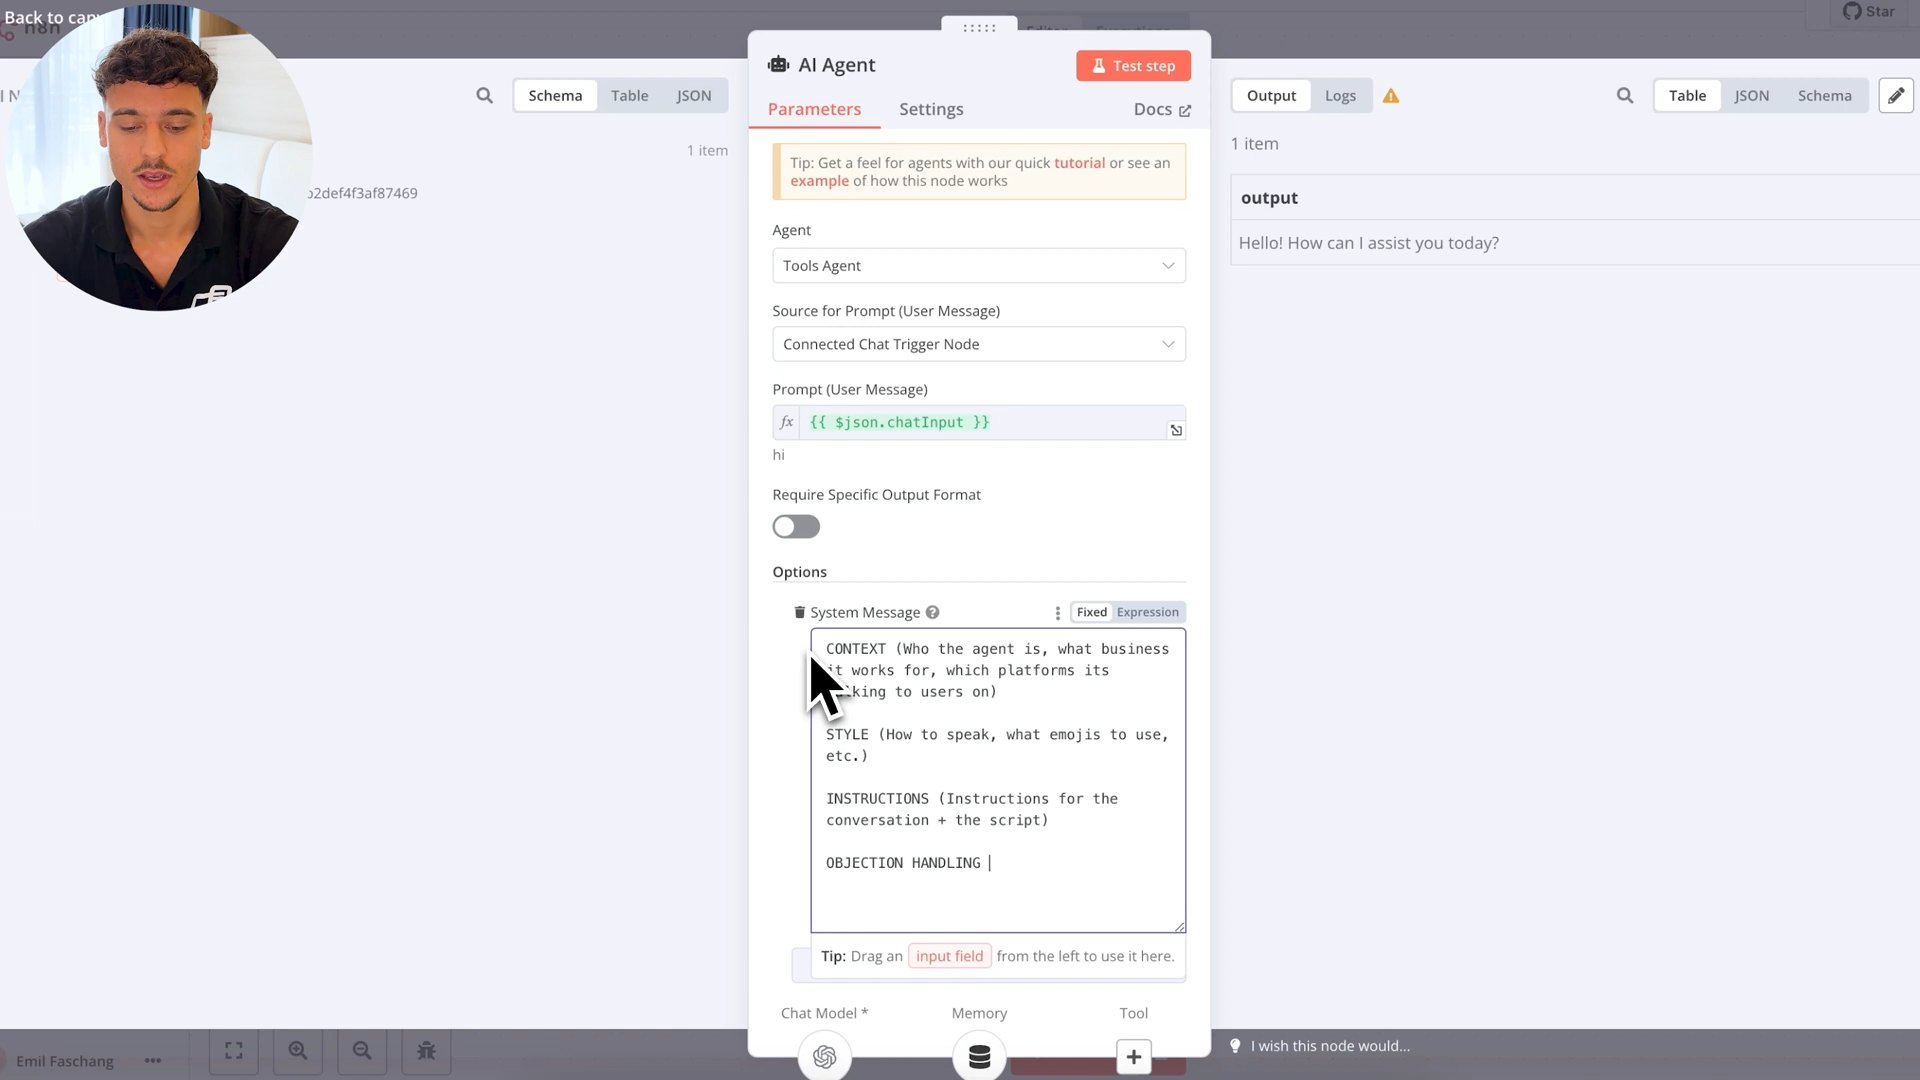 Back to can
n8n
Star
AI Agent
Test step
Schema
Table
JSON
Parameters
Settings
Docs
Output
Logs
Table
JSON
Schema
1 item
b2def4f3af87469
1 item
Tip: Get a feel for agents with our quick tutorial or see an
example of how this node works
output
Hello! How can I assist you today?
Agent
Tools Agent
Source for Prompt (User Message)
Connected Chat Trigger Node
Prompt (User Message)
fx {{ $json.chatInput }}
hi
Require Specific Output Format
Options
System Message
Fixed
Expression
CONTEXT (Who the agent is, what business
it works for, which platforms its
king to users on)
STYLE (How to speak, what emojis to use,
etc.)
INSTRUCTIONS (Instructions for the
conversation + the script)
OBJECTION HANDLING
Tip: Drag an input field from the left to use it here.
Chat Model *
Memory
Tool
Emil Faschang
I wish this node would...